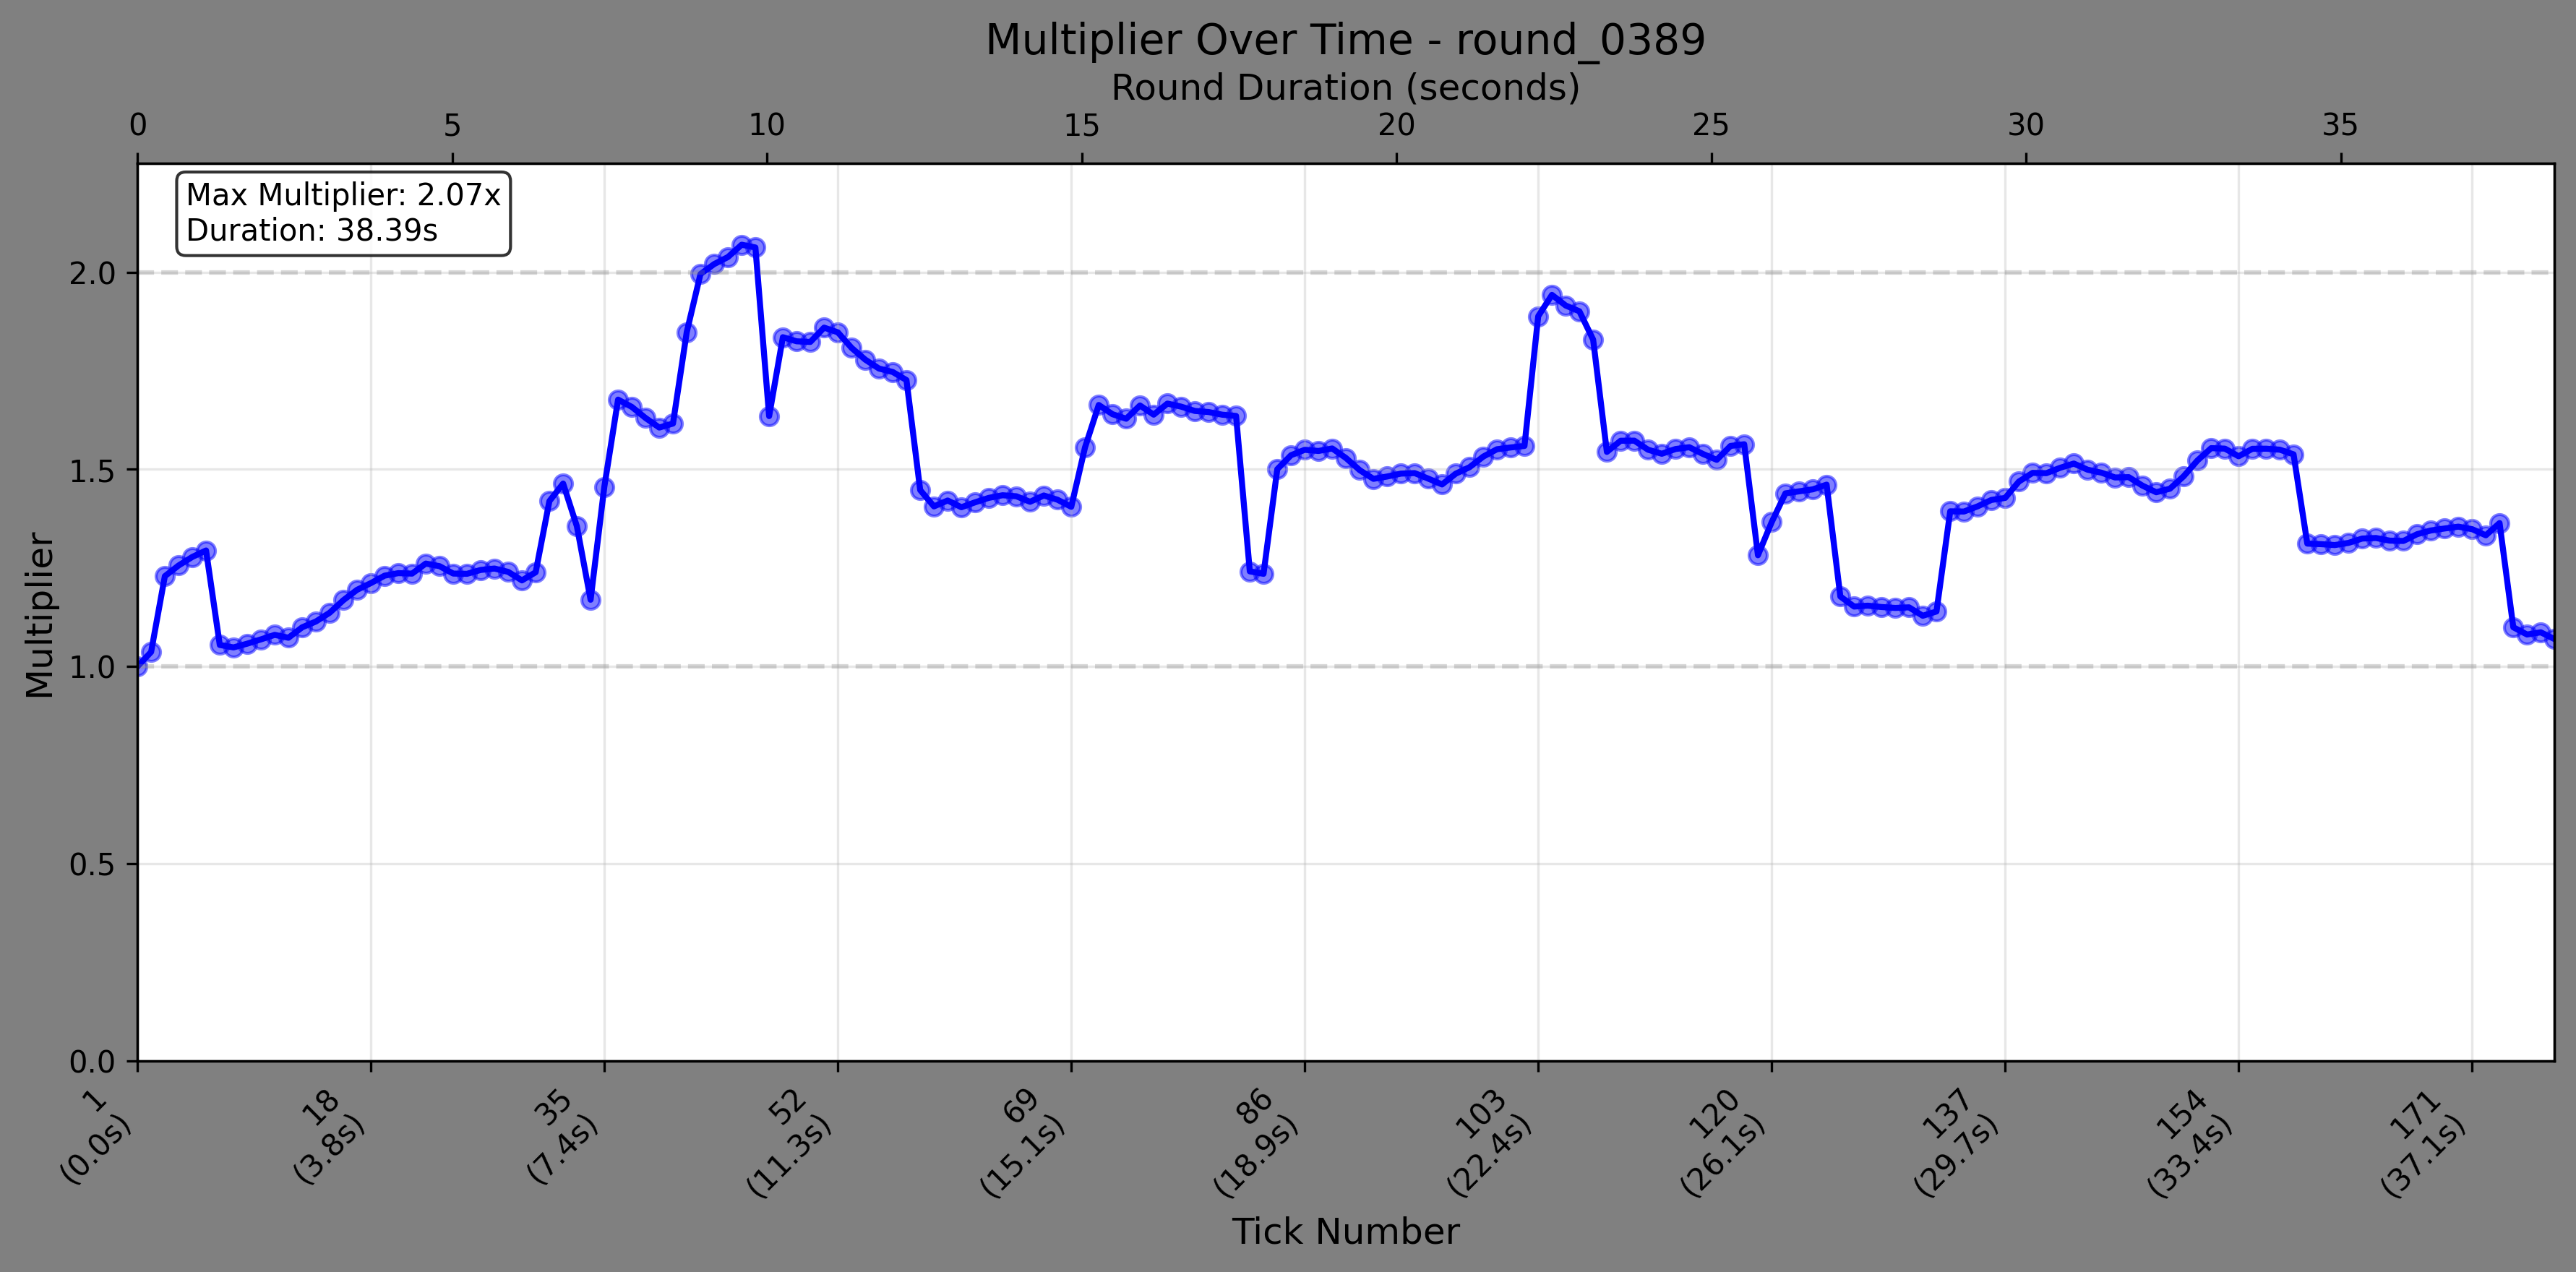 Multiplier Over Time - round_0389
Round Duration (seconds)
0 5 10 15 20 25 30 35
Max Multiplier: 2.07x
Duration: 38.39s
Multiplier
2.0
1.5
1.0
0.5
0.0
1
(0.0s)
18
(3.8s)
35
(7.4s)
52
(11.3s)
69
(15.1s)
86
(18.9s)
103
(22.4s)
120
(26.1s)
137
(29.7s)
154
(33.4s)
171
(37.1s)
Tick Number